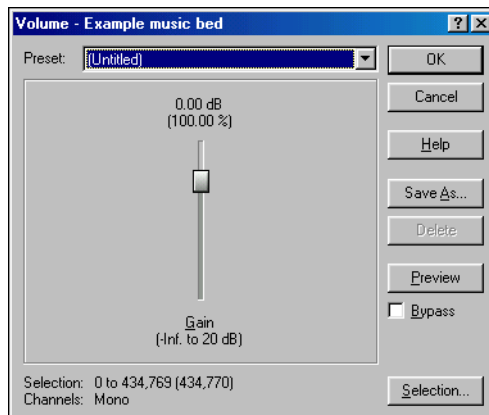 Volume - Example music bed
Preset: (Untitled)
OK
Cancel
Help
Save As...
Delete
Preview
Bypass
0.00 dB
(100.00 %)
Gain
(-Inf. to 20 dB)
Selection: 0 to 434,769 (434,770)
Channels: Mono
Selection...